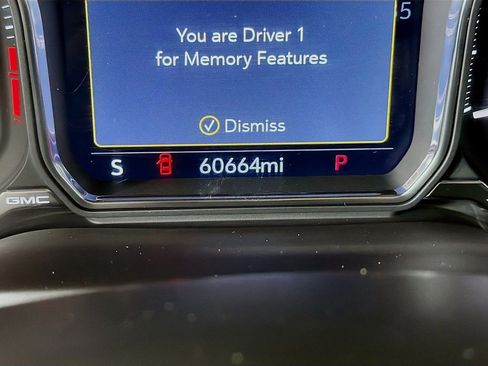 5
You are Driver 1
for Memory Features
Dismiss
S 60664mi P
GMC